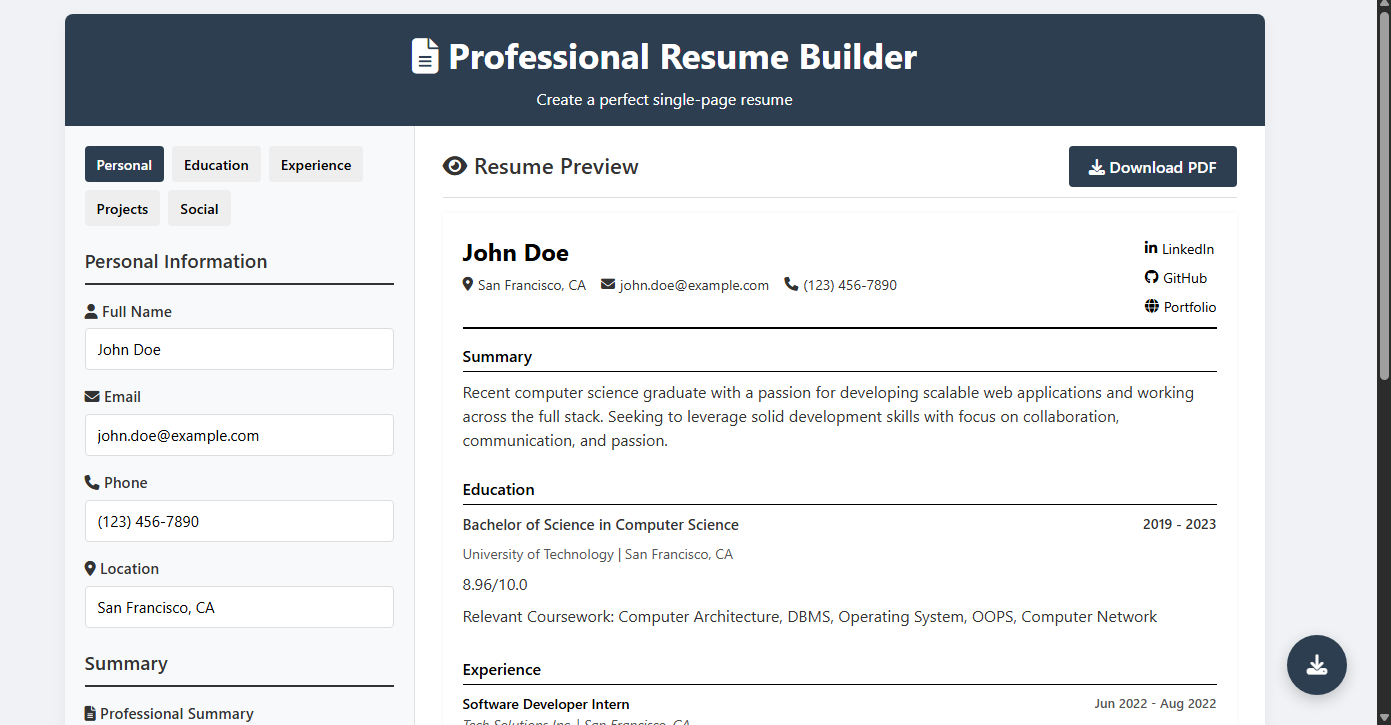 Professional Resume Builder
Create a perfect single-page resume
Personal
Education
Experience
Projects
Social
Personal Information
Full Name
John Doe
Email
john.doe@example.com
Phone
(123) 456-7890
Location
San Francisco, CA
Summary
Professional Summary
Resume Preview
Download PDF
John Doe
San Francisco, CA john.doe@example.com (123) 456-7890
LinkedIn
GitHub
Portfolio
Summary
Recent computer science graduate with a passion for developing scalable web applications and working
across the full stack. Seeking to leverage solid development skills with focus on collaboration,
communication, and passion.
Education
Bachelor of Science in Computer Science 2019 - 2023
University of Technology | San Francisco, CA
8.96/10.0
Relevant Coursework: Computer Architecture, DBMS, Operating System, OOPS, Computer Network
Experience
Software Developer Intern Jun 2022 - Aug 2022
Tech Solutions Inc. | San Francisco, CA